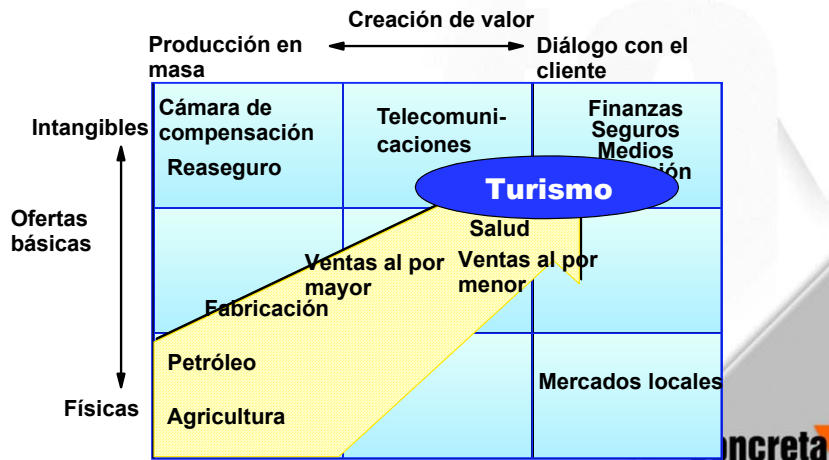 Creación de valor
Producción en
masa
Diálogo con el
cliente
Intangibles
Cámara de
compensación
Reaseguro
Telecomuni-
caciones
Finanzas
Seguros
Medios
Turismo
Ofertas
básicas
Salud
Ventas al por
mayor
Ventas al por
menor
Fabricación
Petróleo
Físicas
Agricultura
Mercados locales